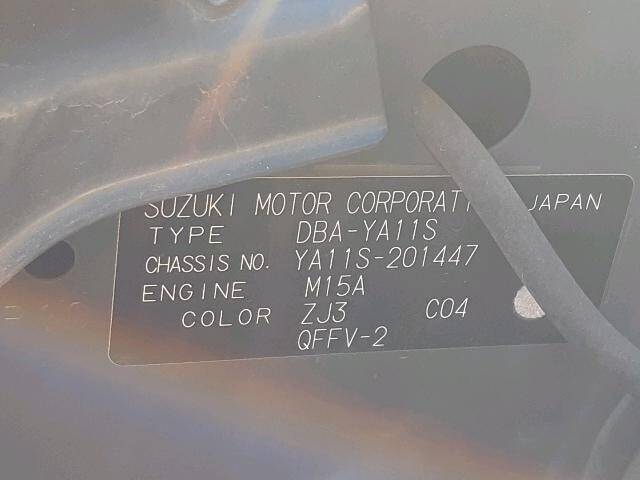 SUZUKI MOTOR CORPORATI JAPAN
TYPE DBA-YA11S
CHASSIS NO. YA11S-201447
ENGINE M15A
COLOR ZJ3 C04
QFFV-2